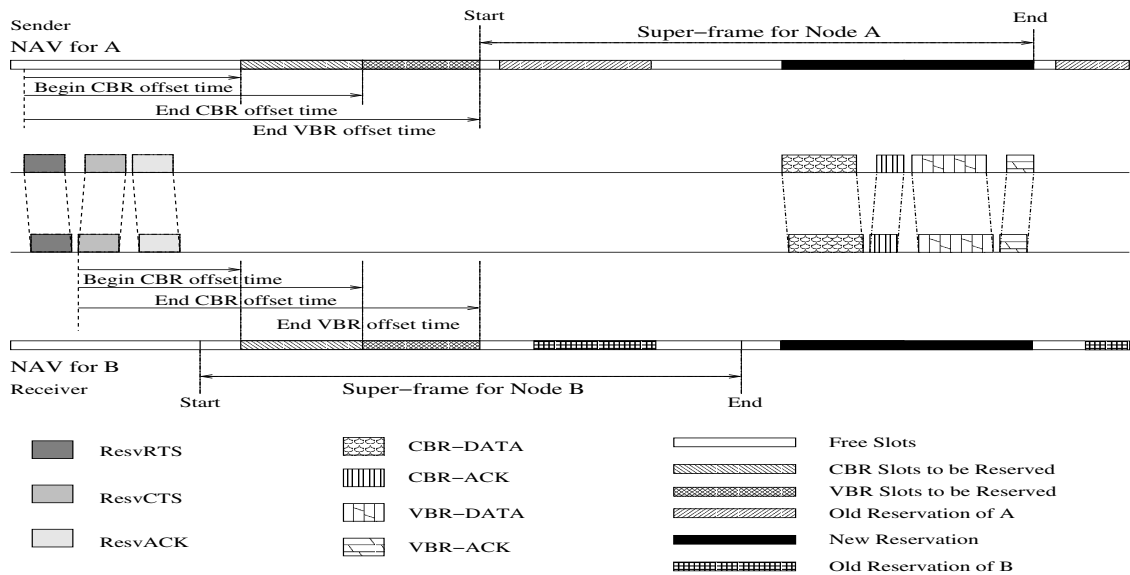 Sender
NAV for A
Start
Super-frame for Node A
End
Begin CBR offset time
End CBR offset time
End VBR offset time
Begin CBR offset time
End CBR offset time
End VBR offset time
NAV for B
Receiver
Start
Super-frame for Node B
End
ResvRTS
ResvCTS
ResvACK
CBR-DATA
CBR-ACK
VBR-DATA
VBR-ACK
Free Slots
CBR Slots to be Reserved
VBR Slots to be Reserved
Old Reservation of A
New Reservation
Old Reservation of B